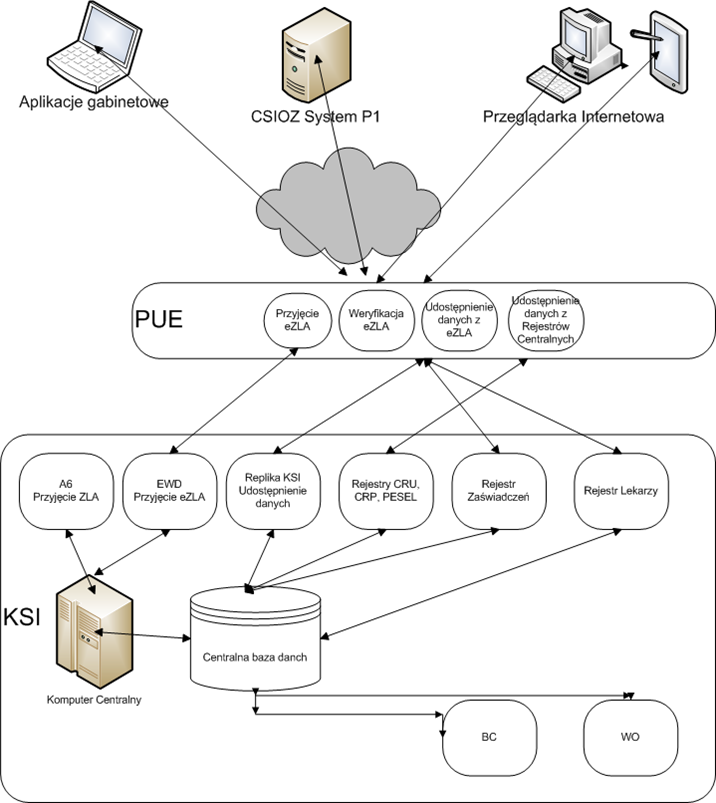 Aplikacje gabinetowe
CSIOZ System P1
Przeglądarka Internetowa
PUE
Przyjęcie
eZLA
Weryfikacja
eZLA
Udostępnienie
danych z
eZLA
Udostępnienie
danych z
Rejestrów
Centralnych
A6
Przyjęcie ZLA
EWD
Przyjęcie eZLA
Replika KSI
Udostępnienie
danych
Rejestry CRU,
CRP, PESEL
Rejestr
Zaświadczeń
Rejestr Lekarzy
KSI
Komputer Centralny
Centralna baza danch
BC
WO